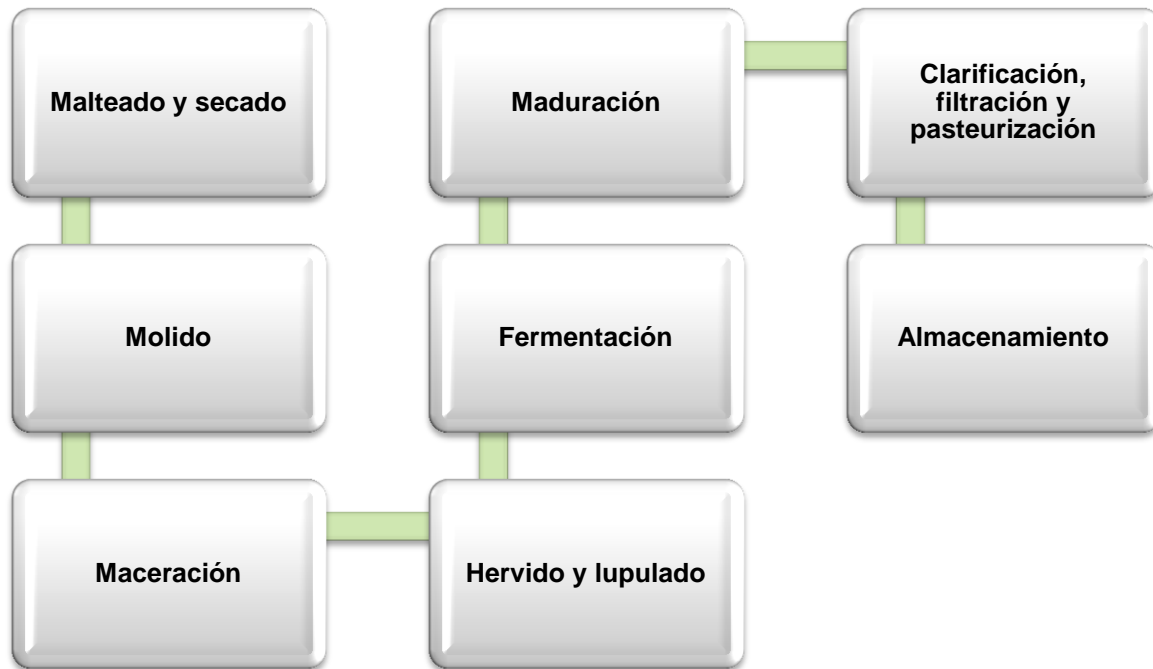 Malteado y secado
Molido
Maceración
Hervido y lupulado
Fermentación
Maduración
Clarificación,
filtración y
pasteurización
Almacenamiento